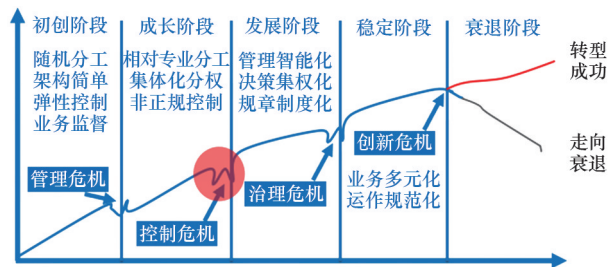 初创阶段
随机分工
架构简单
弹性控制
业务监督
管理危机
成长阶段
相对专业分工
集体化分权
非正规控制
控制危机
发展阶段
管理智能化
决策集权化
规章制度化
治理危机
稳定阶段
创新危机
业务多元化
运作规范化
衰退阶段
转型
成功
走向
衰退